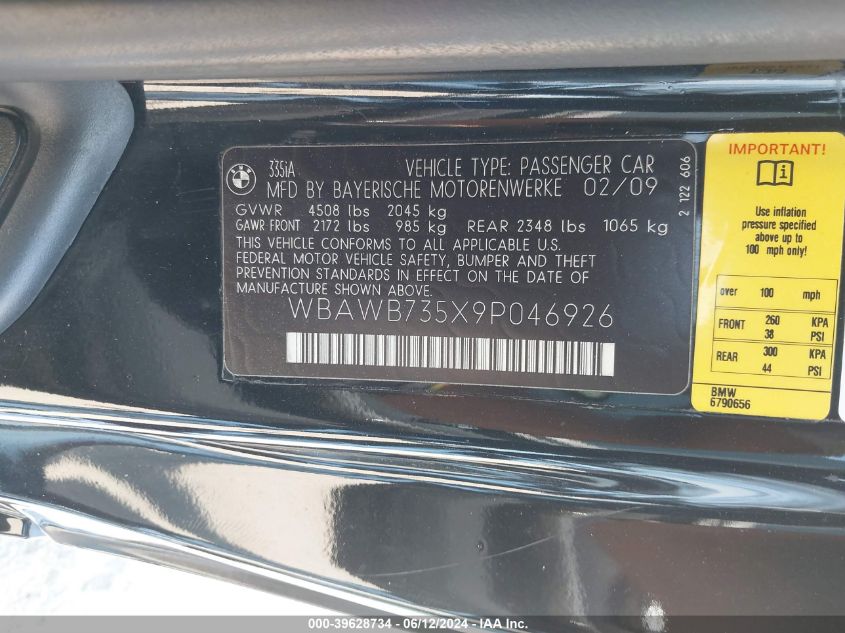 BMW
335iA VEHICLE TYPE: PASSENGER CAR
MFD BY BAYERISCHE MOTORENWERKE 02/09
GVWR 4508 lbs 2045 kg
GAWR FRONT 2172 lbs 985 kg REAR 2348 lbs 1065 kg
THIS VEHICLE CONFORMS TO ALL APPLICABLE U.S.
FEDERAL MOTOR VEHICLE SAFETY, BUMPER AND THEFT
PREVENTION STANDARDS IN EFFECT ON THE DATE OF
MANUFACTURE SHOWN ABOVE.
WBAWB735X9P046926
2 122 606
IMPORTANT!
i
Use inflation
pressure specified
above up to
100 mph only!
over 100 mph
FRONT 260 KPA
38 PSI
REAR 300 KPA
44 PSI
BMW
6790656
000-39628734 - 06/12/2024 - IAAI.COM